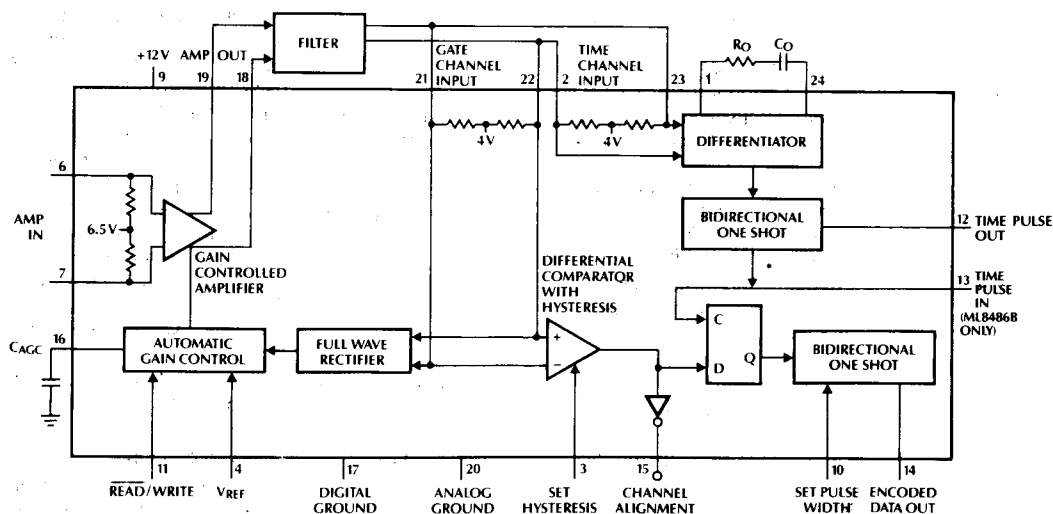 +12V AMP OUT
9 19 18
FILTER
GATE
CHANNEL
INPUT
21 22
TIME
CHANNEL
INPUT
2 23
RO CO
1 24
4V
4V
DIFFERENTIATOR
6
AMP
IN
7
6.5V
GAIN
CONTROLLED
AMPLIFIER
BIDIRECTIONAL
ONE SHOT
12 TIME PULSE
OUT
13 TIME
PULSE
IN
(ML8486B
ONLY)
DIFFERENTIAL
COMPARATOR
WITH
HYSTERESIS
CAGC 16
AUTOMATIC
GAIN CONTROL
FULL WAVE
RECTIFIER
+
−
C
D Q
BIDIRECTIONAL
ONE SHOT
11 4 17 20 3 15 10 14
READ/WRITE
VREF
DIGITAL
GROUND
ANALOG
GROUND
SET
HYSTERESIS
CHANNEL
ALIGNMENT
SET PULSE
WIDTH
ENCODED
DATA OUT